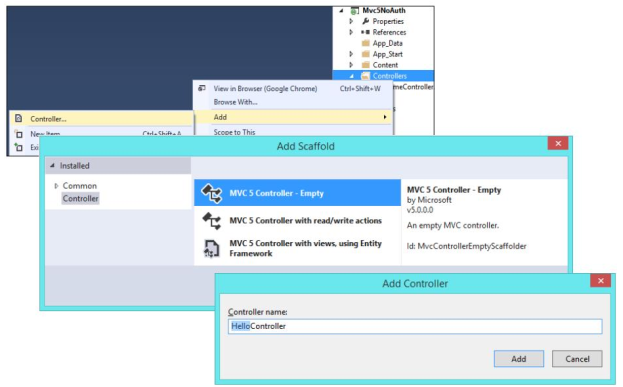 Mvc5NoAuth
Properties
References
App_Data
App_Start
Content
Controllers
meController
s
View in Browser (Google Chrome) Ctrl+Shift+W
Browse With...
Add
Scope to This
Controller...
New Item... Ctrl+Shift+A
Exi
Add Scaffold
Installed
Common
Controller
MVC 5 Controller - Empty
MVC 5 Controller with read/write actions
MVC 5 Controller with views, using Entity
Framework
MVC 5 Controller - Empty
by Microsoft
v5.0.0.0
An empty MVC controller.
Id: MvcControllerEmptyScaffolder
Add Controller
Controller name:
HelloController
Add Cancel